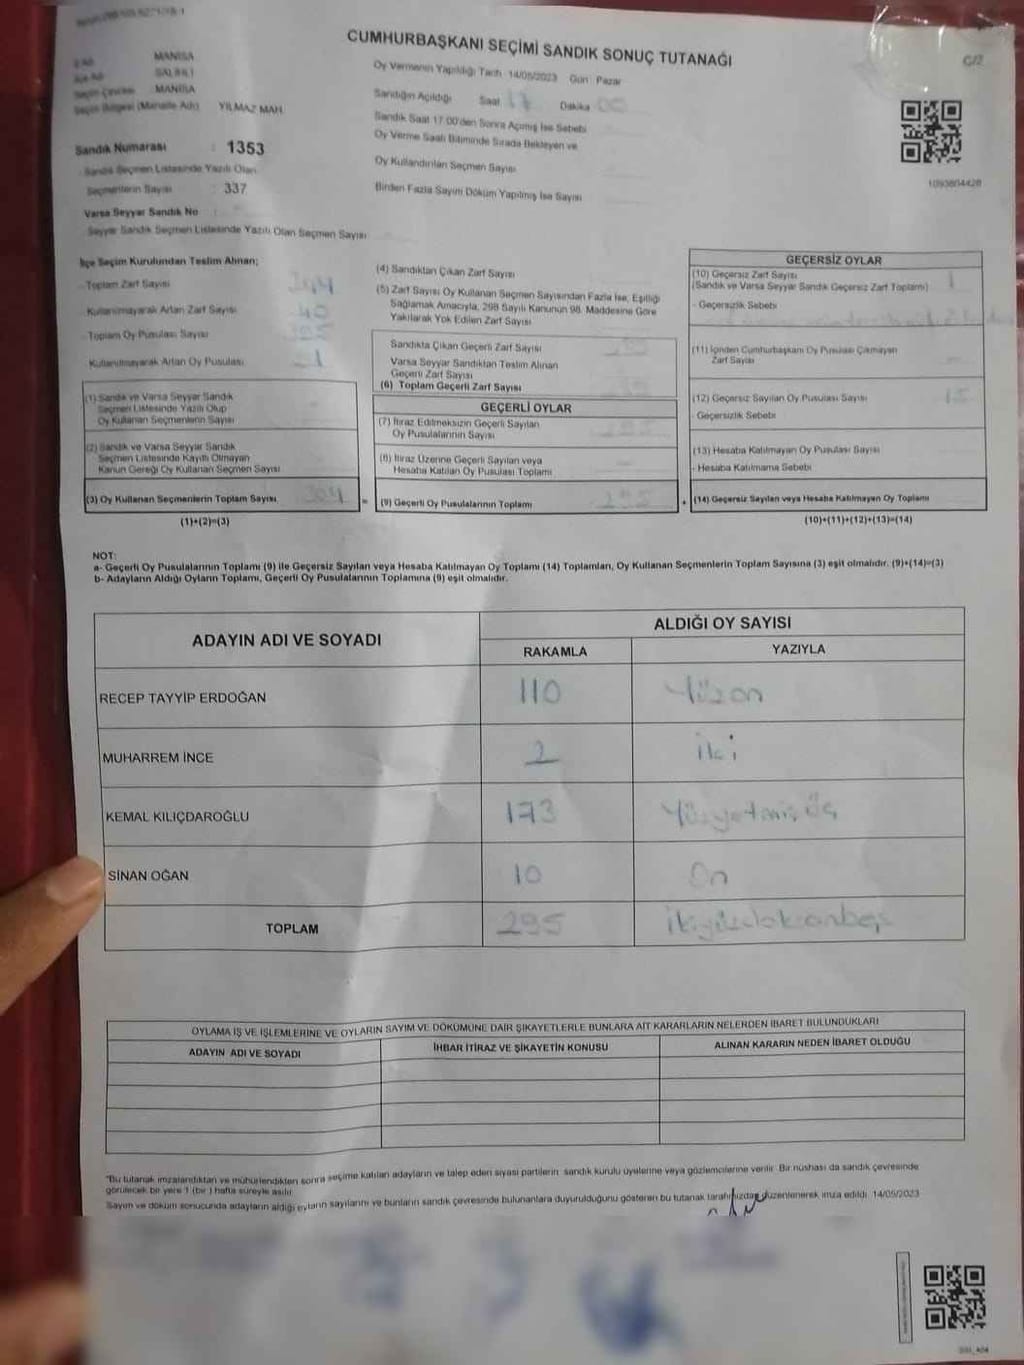 CUMHURBAŞKANI SEÇİMİ SANDIK SONUÇ TUTANAĞI
C/2
MANİSA
SALİHLİ
MANİSA
Seçim Bölgesi (Mahalle Adı) YILMAZ MAH.
Sandık Numarası : 1353
Sandık Seçmen Listesinde Yazılı Olan
Seçmenlerin Sayısı : 337
Varsa Seyyar Sandık No :
Seyyar Sandık Seçmen Listesinde Yazılı Olan Seçmen Sayısı
Oy Vermenin Yapıldığı Tarih : 14/05/2023 Gün : Pazar
Sandığın Açıldığı Saat 17 Dakika 00
Sandık Saat 17:00'den Sonra Açılmış İse Sebebi
Oy Verme Saati Bitiminde Sırada Bekleyen ve
Oy Kullandırılan Seçmen Sayısı
Birden Fazla Sayım Döküm Yapılmış İse Sayısı
İlçe Seçim Kurulundan Teslim Alınan;
Toplam Zarf Sayısı
Kullanılmayarak Artan Zarf Sayısı 40
Toplam Oy Pusulası Sayısı
Kullanılmayarak Artan Oy Pusulası
(1) Sandık ve Varsa Seyyar Sandık
Seçmen Listesinde Yazılı Olup
Oy Kullanan Seçmenlerin Sayısı
(2) Sandık ve Varsa Seyyar Sandık
Seçmen Listesinde Kayıtlı Olmayan
Kanun Gereği Oy Kullanan Seçmen Sayısı
(3) Oy Kullanan Seçmenlerin Toplam Sayısı 304 =
(1)+(2)=(3)
(4) Sandıktan Çıkan Zarf Sayısı
(5) Zarf Sayısı Oy Kullanan Seçmen Sayısından Fazla İse, Eşitliği
Sağlamak Amacıyla, 298 Sayılı Kanunun 98. Maddesine Göre
Yakılarak Yok Edilen Zarf Sayısı
Sandıkta Çıkan Geçerli Zarf Sayısı
Varsa Seyyar Sandıktan Teslim Alınan
Geçerli Zarf Sayısı
(6) Toplam Geçerli Zarf Sayısı
GEÇERLİ OYLAR
(7) İtiraz Edilmeksizin Geçerli Sayılan
Oy Pusulalarının Sayısı 295
(8) İtiraz Üzerine Geçerli Sayılan veya
Hesaba Katılan Oy Pusulası Toplamı
(9) Geçerli Oy Pusulalarının Toplamı 295 +
GEÇERSİZ OYLAR
(10) Geçersiz Zarf Sayısı 1
(Sandık ve Varsa Seyyar Sandık Geçersiz Zarf Toplamı)
- Geçersizlik Sebebi
(11) İçinden Cumhurbaşkanı Oy Pusulası Çıkmayan
Zarf Sayısı
(12) Geçersiz Sayılan Oy Pusulası Sayısı
- Geçersizlik Sebebi
(13) Hesaba Katılmayan Oy Pusulası Sayısı
- Hesaba Katılmama Sebebi
(14) Geçersiz Sayılan veya Hesaba Katılmayan Oy Toplamı
(10)+(11)+(12)+(13)=(14)
NOT:
a- Geçerli Oy Pusulalarının Toplamı (9) ile Geçersiz Sayılan veya Hesaba Katılmayan Oy Toplamı (14) Toplamları, Oy Kullanan Seçmenlerin Toplam Sayısına (3) eşit olmalıdır. (9)+(14)=(3)
b- Adayların Aldığı Oyların Toplamı, Geçerli Oy Pusulalarının Toplamına (9) eşit olmalıdır.
ADAYIN ADI VE SOYADI
ALDIĞI OY SAYISI
RAKAMLA YAZIYLA
RECEP TAYYİP ERDOĞAN 110 Yüzon
MUHARREM İNCE 2 iki
KEMAL KILIÇDAROĞLU 173 Yüzyetmiş Üç
SİNAN OĞAN 10 On
TOPLAM 295 ikiyüzdoksanbeş
OYLAMA İŞ VE İŞLEMLERİNE VE OYLARIN SAYIM VE DÖKÜMÜNE DAİR ŞİKAYETLERLE BUNLARA AİT KARARLARIN NELERDEN İBARET BULUNDUKLARI
ADAYIN ADI VE SOYADI İHBAR İTİRAZ VE ŞİKAYETİN KONUSU ALINAN KARARIN NEDEN İBARET OLDUĞU
*Bu tutanak imzalandıktan ve mühürlendikten sonra seçime katılan adayların ve talep eden siyasi partilerin sandık kurulu üyelerine veya gözlemcilerine verilir. Bir nüshası da sandık çevresinde
görülecek bir yere 1 (bir ) hafta süreyle asılır.
Sayım ve döküm sonucunda adayların aldığı oyların sayılarını ve bunların sandık çevresinde bulunanlara duyurulduğunu gösteren bu tutanak tarafımızdan düzenlenerek imza edildi. 14/05/2023